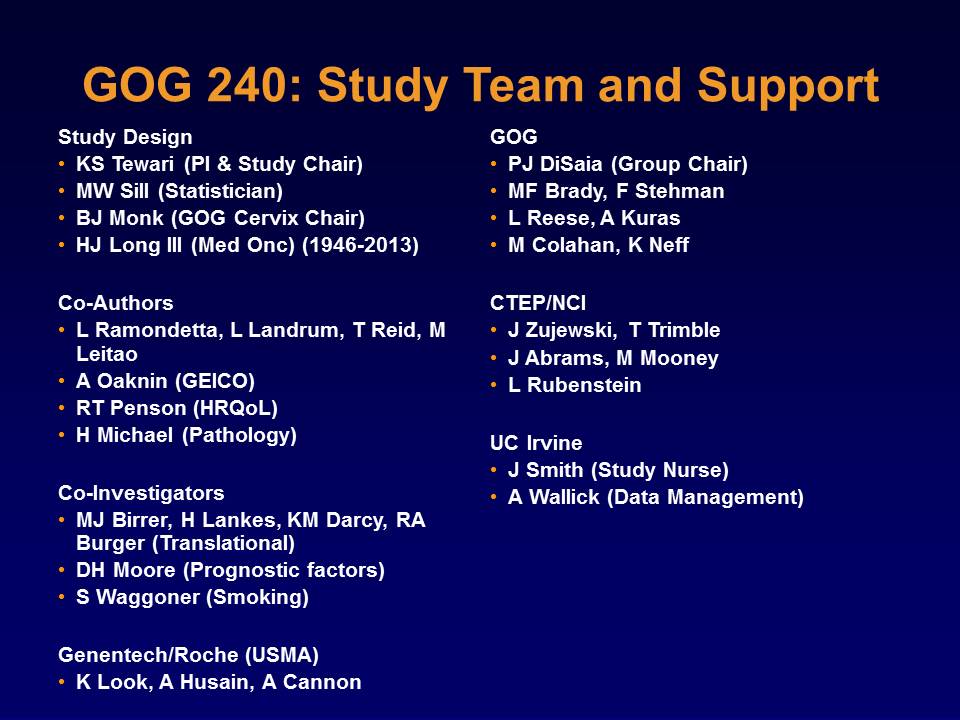 GOG 240: Study Team and Support
Study Design
• KS Tewari (PI & Study Chair)
• MW Sill (Statistician)
• BJ Monk (GOG Cervix Chair)
• HJ Long III (Med Onc) (1946-2013)
Co-Authors
• L Ramondetta, L Landrum, T Reid, M
Leitao
• A Oaknin (GEICO)
• RT Penson (HRQoL)
• H Michael (Pathology)
Co-Investigators
• MJ Birrer, H Lankes, KM Darcy, RA
Burger (Translational)
• DH Moore (Prognostic factors)
• S Waggoner (Smoking)
Genentech/Roche (USMA)
• K Look, A Husain, A Cannon
GOG
• PJ DiSaia (Group Chair)
• MF Brady, F Stehman
• L Reese, A Kuras
• M Colahan, K Neff
CTEP/NCI
• J Zujewski, T Trimble
• J Abrams, M Mooney
• L Rubenstein
UC Irvine
• J Smith (Study Nurse)
• A Wallick (Data Management)